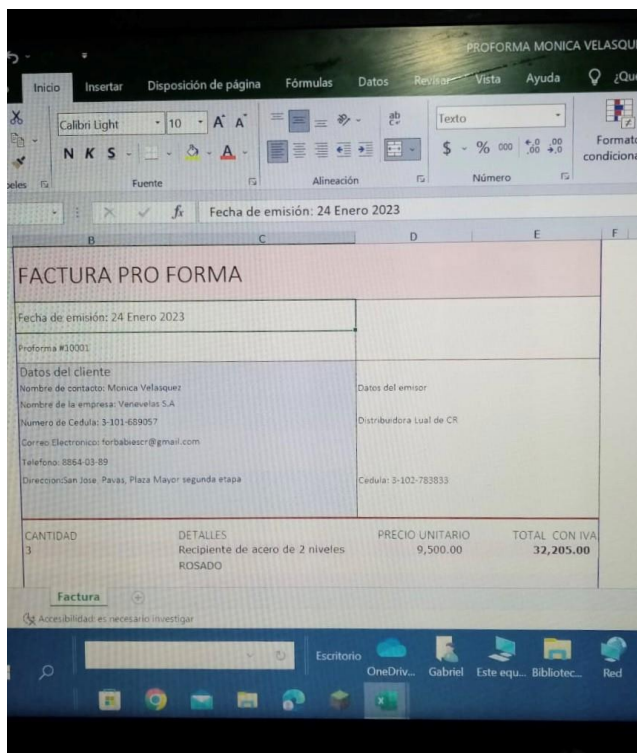 PROFORMA MONICA VELASQU
Inicio Insertar Disposición de página Fórmulas Datos Revisar Vista Ayuda ¿Qu
Calibri Light 10 A A ab Texto
N K S A $ % 000 Formato
condiciona
peles Fuente Alineación Número
fx Fecha de emisión: 24 Enero 2023
B C D E F
FACTURA PRO FORMA
Fecha de emisión: 24 Enero 2023
Proforma #10001
Datos del cliente
Nombre de contacto: Monica Velasquez Datos del emisor
Nombre de la empresa: Venevelas S.A
Numero de Cedula: 3-101-689057 Distribuidora Lual de CR
Correo Electronico: forbabiescr@gmail.com
Telefono: 8864-03-89
Direccion:San Jose. Pavas, Plaza Mayor segunda etapa Cedula: 3-102-783833
CANTIDAD DETALLES PRECIO UNITARIO TOTAL CON IVA
3 Recipiente de acero de 2 niveles 9,500.00 32,205.00
ROSADO
Factura
Accesibilidad: es necesario investigar
Escritorio
OneDriv... Gabriel Este equ... Bibliotec... Red